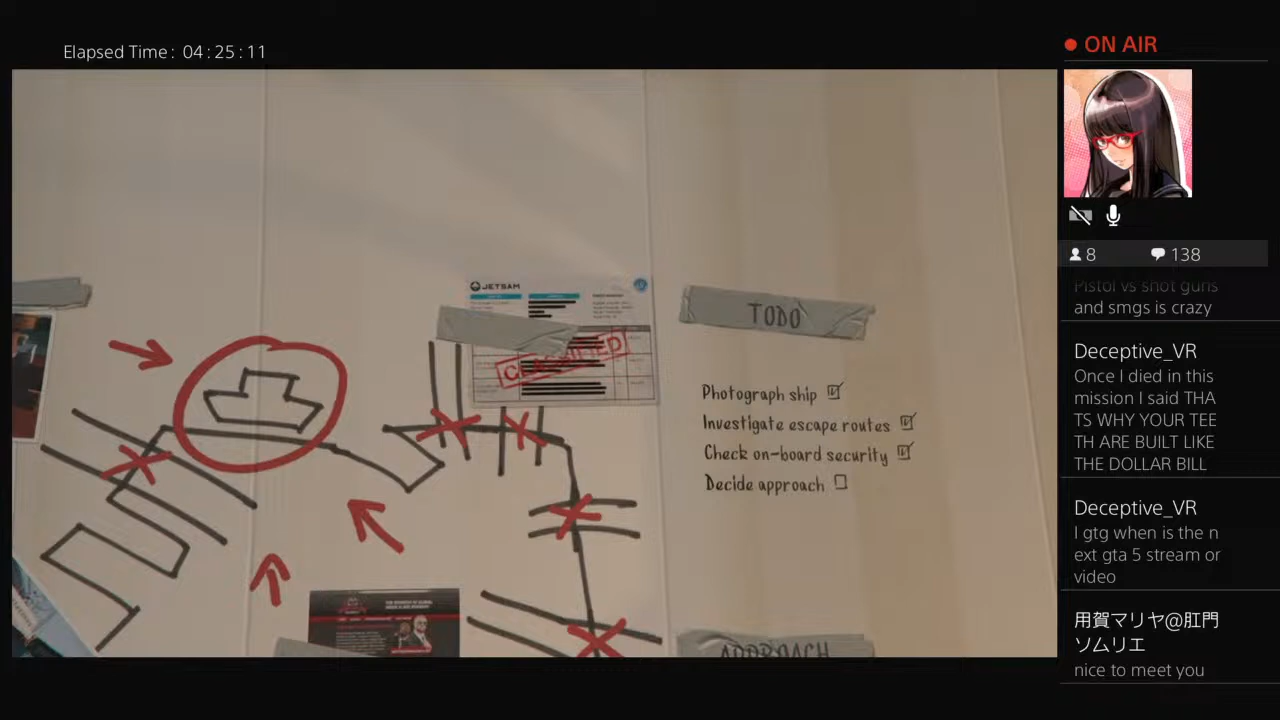 Elapsed Time: 04:25:11
ON AIR
8
138
Pistol vs shot guns
and smgs is crazy
Deceptive_VR
Once I died in this
mission I said THA
TS WHY YOUR TEE
TH ARE BUILT LIKE
THE DOLLAR BILL
Deceptive_VR
I gtg when is the n
ext gta 5 stream or
video
用賀マリヤ@肛門
ソムリエ
nice to meet you
JETSAM
CLASSIFIED
TODO
Photograph ship
Investigate escape routes
Check on-board security
Decide approach
APPROACH